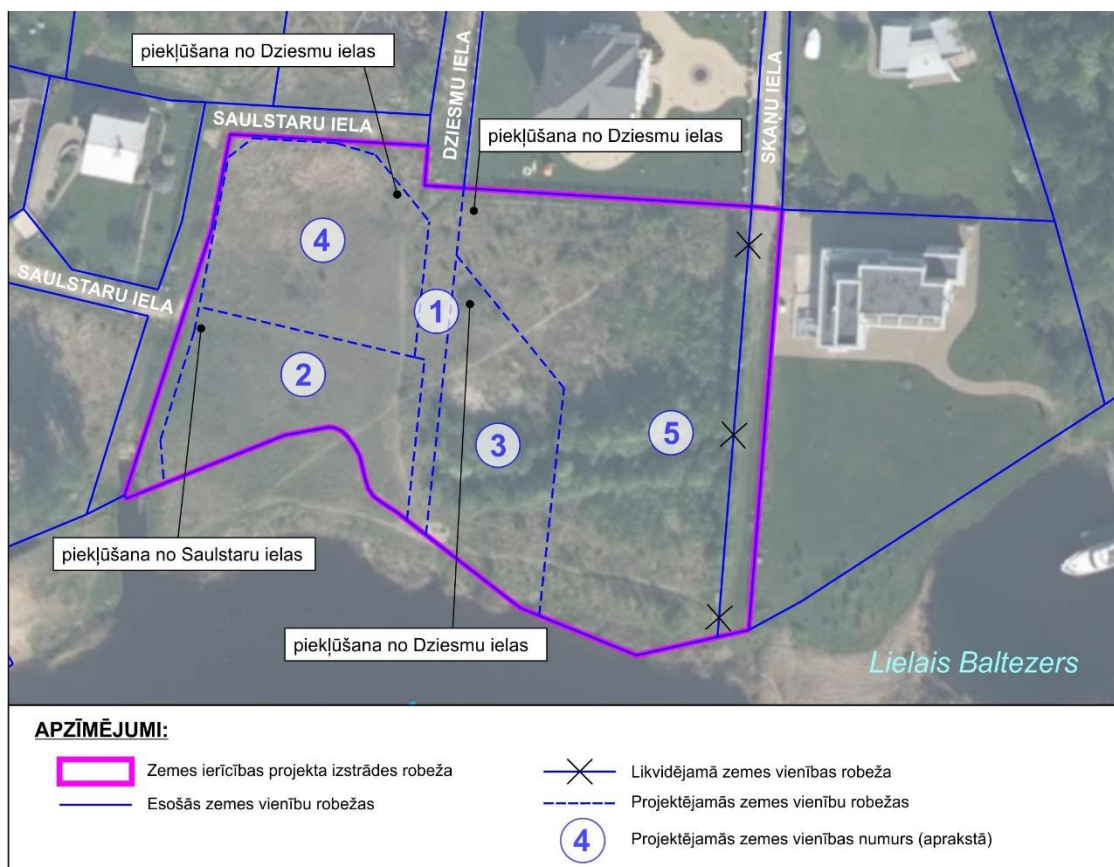 piekļūšana no Dziesmu ielas
SAULSTARU IELA
DZIESMU IELA
piekļūšana no Dziesmu ielas
SKAŅU IELA
4
SAULSTARU IELA
1
2
3
5
piekļūšana no Saulstaru ielas
piekļūšana no Dziesmu ielas
Lielais Baltezers
APZĪMĒJUMI:
Zemes ierīcības projekta izstrādes robeža
Esošās zemes vienību robežas
Likvidējamā zemes vienības robeža
Projektējamās zemes vienību robežas
4 Projektējamās zemes vienības numurs (aprakstā)